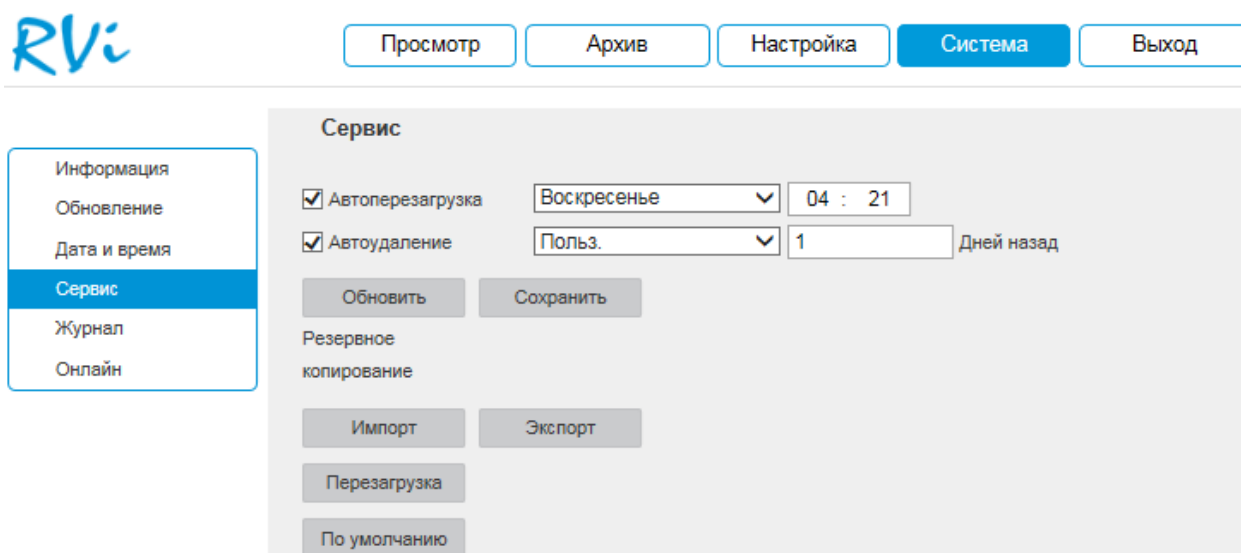 RVi
Просмотр Архив Настройка Система Выход
Сервис
Информация
Обновление
Дата и время
Сервис
Журнал
Онлайн
Автоперезагрузка Воскресенье 04 : 21
Автоудаление Польз. 1 Дней назад
Обновить Сохранить
Резервное
копирование
Импорт Экспорт
Перезагрузка
По умолчанию